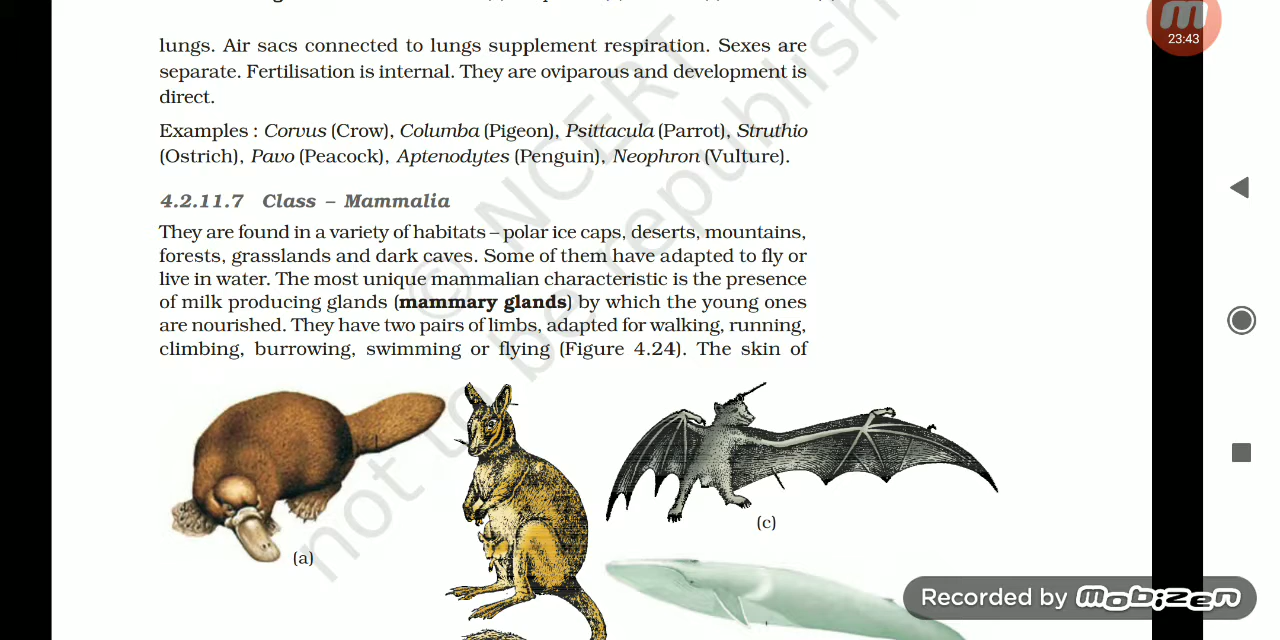 lungs. Air sacs connected to lungs supplement respiration. Sexes are
separate. Fertilisation is internal. They are oviparous and development is
direct.
Examples : Corvus (Crow), Columba (Pigeon), Psittacula (Parrot), Struthio
(Ostrich), Pavo (Peacock), Aptenodytes (Penguin), Neophron (Vulture).
4.2.11.7 Class – Mammalia
They are found in a variety of habitats – polar ice caps, deserts, mountains,
forests, grasslands and dark caves. Some of them have adapted to fly or
live in water. The most unique mammalian characteristic is the presence
of milk producing glands (mammary glands) by which the young ones
are nourished. They have two pairs of limbs, adapted for walking, running,
climbing, burrowing, swimming or flying (Figure 4.24). The skin of
(a)
(c)
© NCERT
not to be republish
23:43
Recorded by mobizen